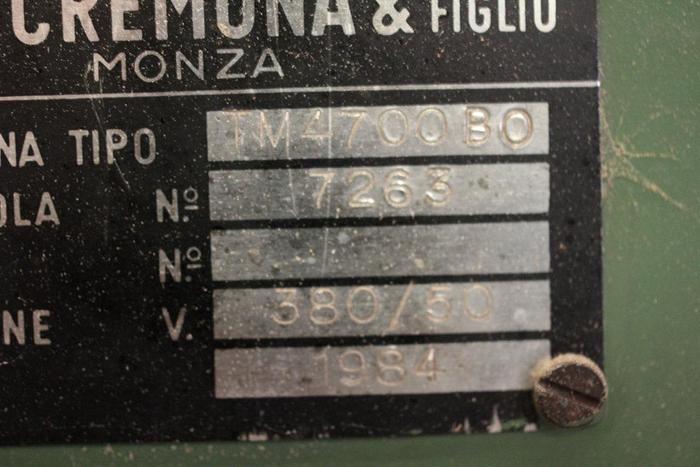 CREMONA & FIGLIO
MONZA
NA TIPO TM4700BO
OLA N.º 7263
N.º
NE V. 380/50
1984